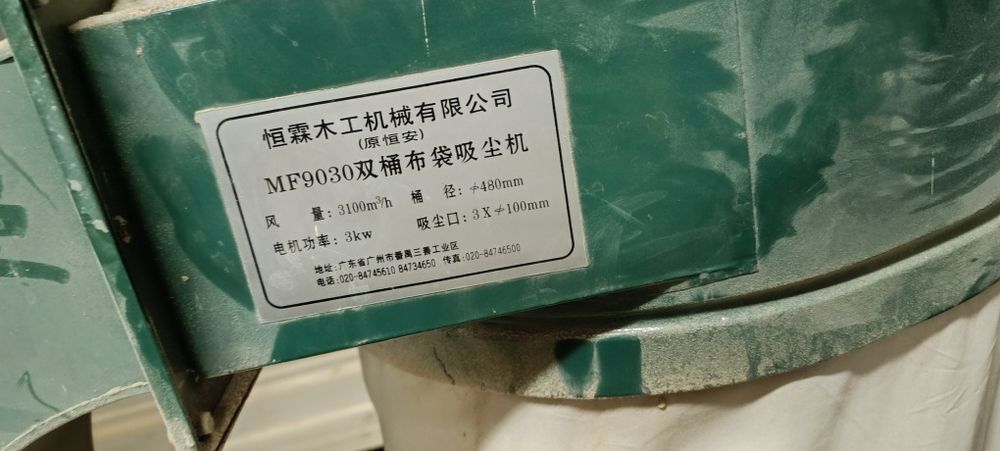 恒霖木工机械有限公司
(原恒安)
MF9030双桶布袋吸尘机
风 量: 3100m³/h 桶 径: φ480mm
电机功率: 3kw 吸尘口: 3Xφ100mm
地址:广东省广州市番禺三善工业区
电话:020-84745610 84734650 传真:020-84746500